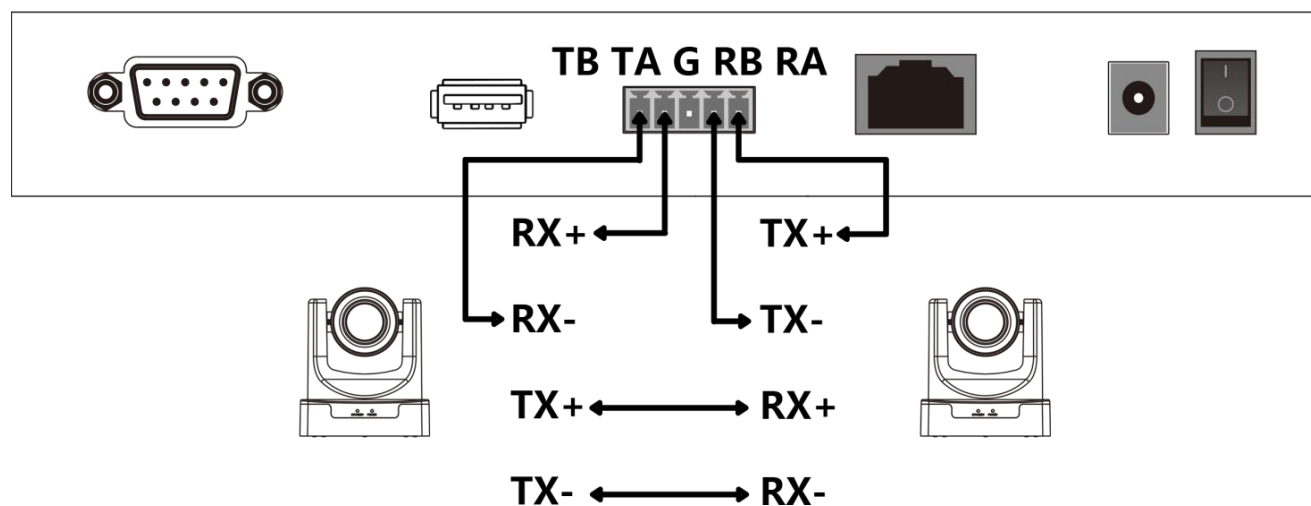 TB TA G RB RA
RX+ TX+
RX- TX-
TX+ RX+
TX- RX-